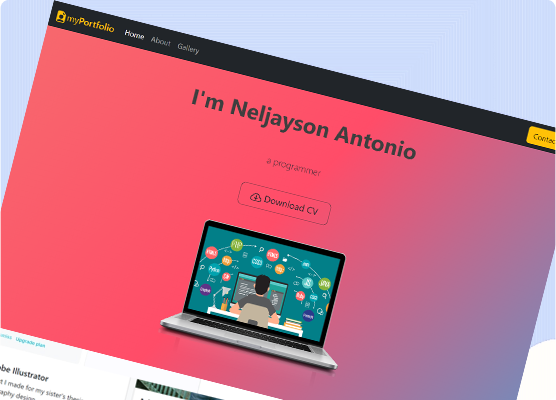 myPortfolio
Home About Gallery
Contac
I'm Neljayson Antonio
a programmer
Download CV
Upgrade plan
be Illustrator
t I made for my sister's the
aphy design